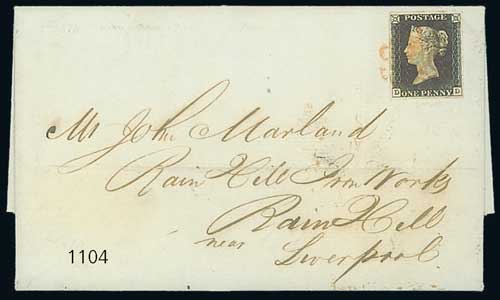 POSTAGE
D D
ONE PENNY
Mr John Marland
Rain Hill Iron Works
Rain Hill
near Liverpool
1104